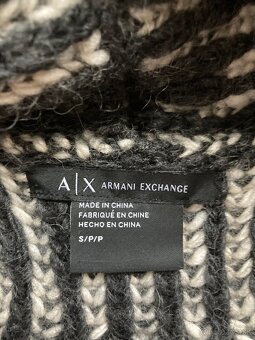 A|X ARMANI EXCHANGE
MADE IN CHINA
FABRIQUÉ EN CHINE
HECHO EN CHINA
S/P/P